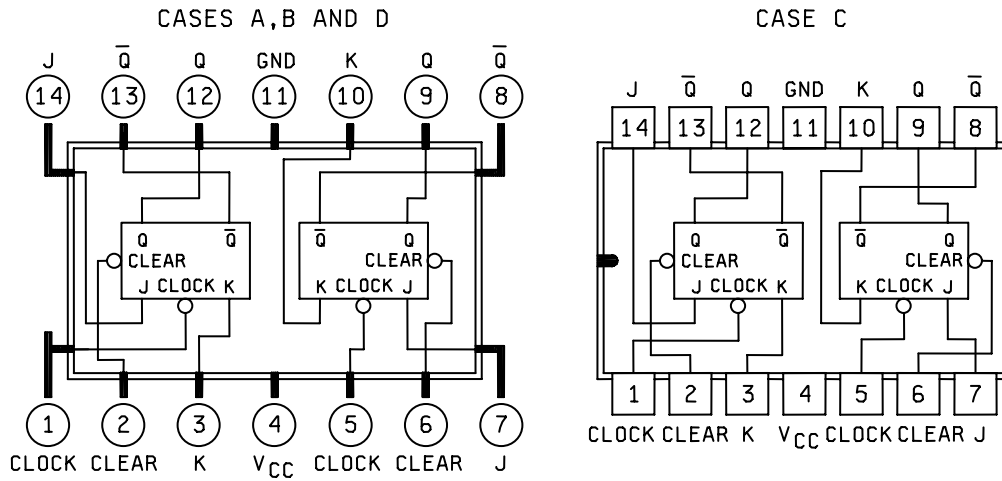 CASES A,B AND D
J Q̅ Q GND K Q Q̅
14 13 12 11 10 9 8
Q Q̅ Q̅ Q
CLEAR CLEAR
J CLOCK K K CLOCK J
1 2 3 4 5 6 7
CLOCK CLEAR K VCC CLOCK CLEAR J
CASE C
J Q̅ Q GND K Q Q̅
14 13 12 11 10 9 8
Q Q̅ Q̅ Q
CLEAR CLEAR
CLOCK CLOCK
J K K J
1 2 3 4 5 6 7
CLOCK CLEAR K VCC CLOCK CLEAR J